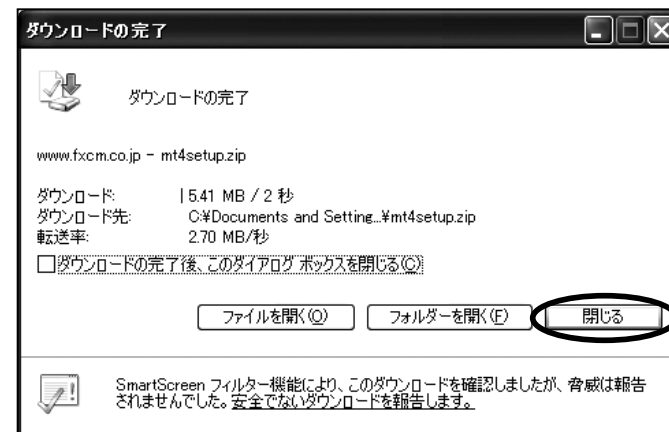 ダウンロードの完了
ダウンロードの完了
www.fxcm.co.jp - mt4setup.zip
ダウンロード: 5.41 MB / 2 秒
ダウンロード先: C:¥Documents and Setting...¥mt4setup.zip
転送率: 2.70 MB/秒
ダウンロードの完了後、このダイアログ ボックスを閉じる(C)
ファイルを開く(O) フォルダーを開く(F) 閉じる
SmartScreen フィルター機能により、このダウンロードを確認しましたが、脅威は報告
されませんでした。安全でないダウンロードを報告します。